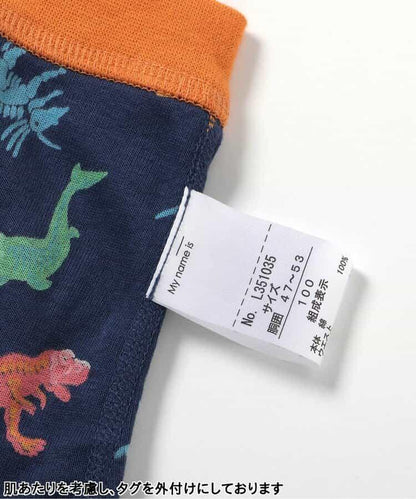 My name is
No. L351035
サイズ
胴囲 47～53
100
組成表示
本体 綿 100%
ウエスト
肌あたりを考慮し、タグを外付けにしております